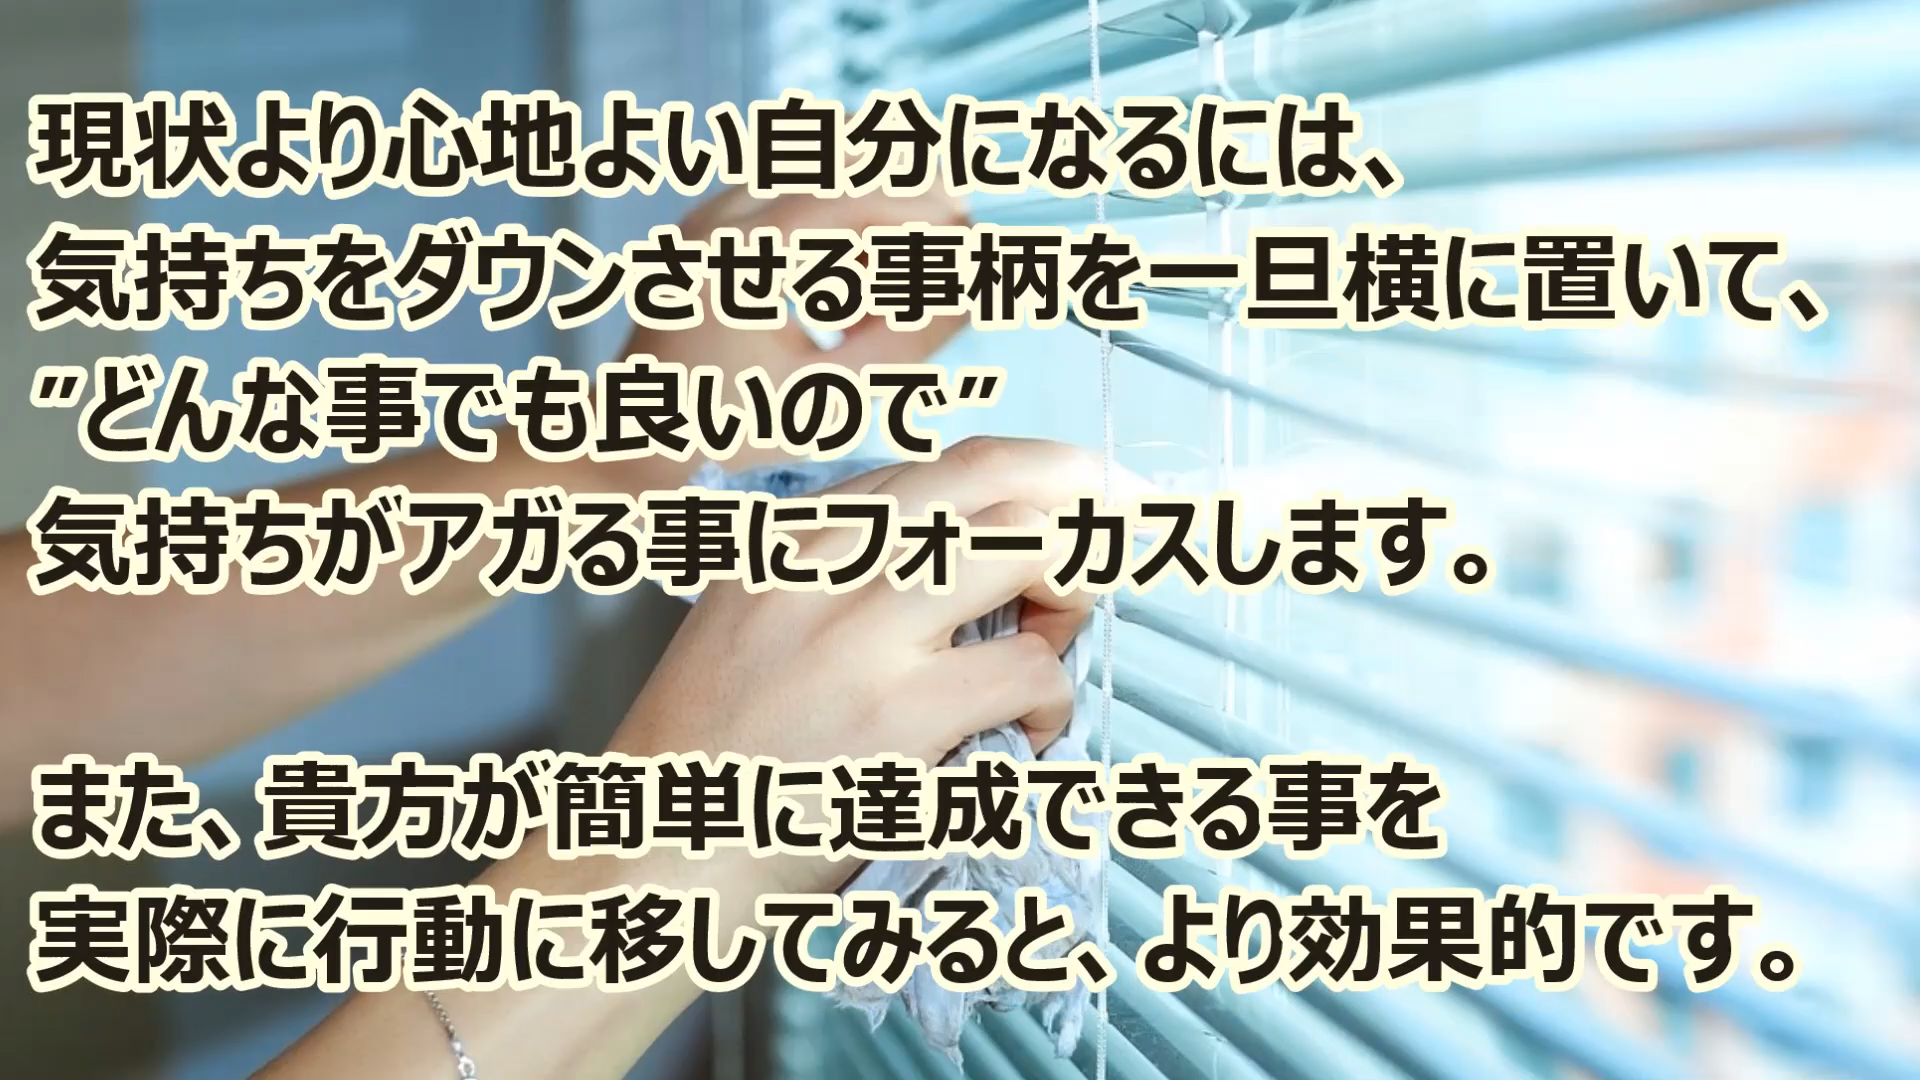 現状より心地よい自分になるには、
気持ちをダウンさせる事柄を一旦横に置いて、
”どんな事でも良いので”
気持ちがアガる事にフォーカスします。
また、貴方が簡単に達成できる事を
実際に行動に移してみると、より効果的です。